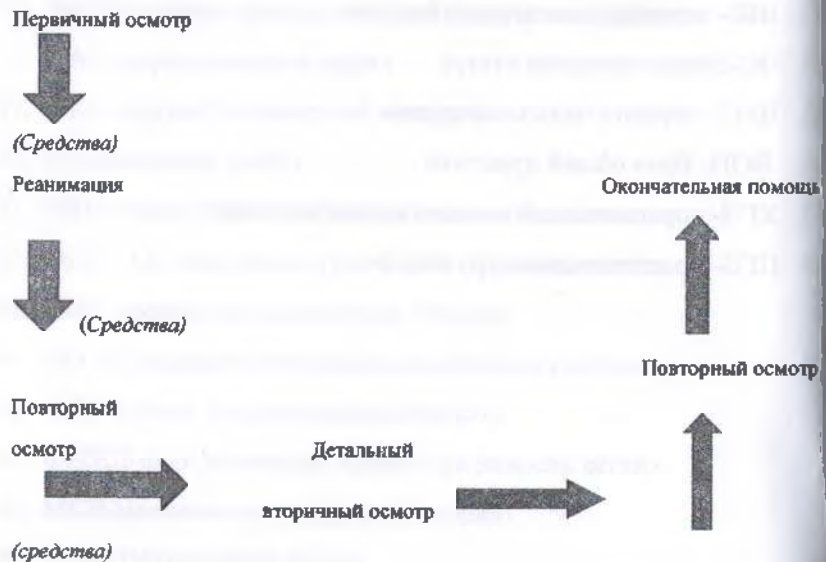 Первичный осмотр
(Средства)
Реанимация
Окончательная помощь
(Средства)
Повторный осмотр
Повторный
осмотр
Детальный
вторичный осмотр
(средства)